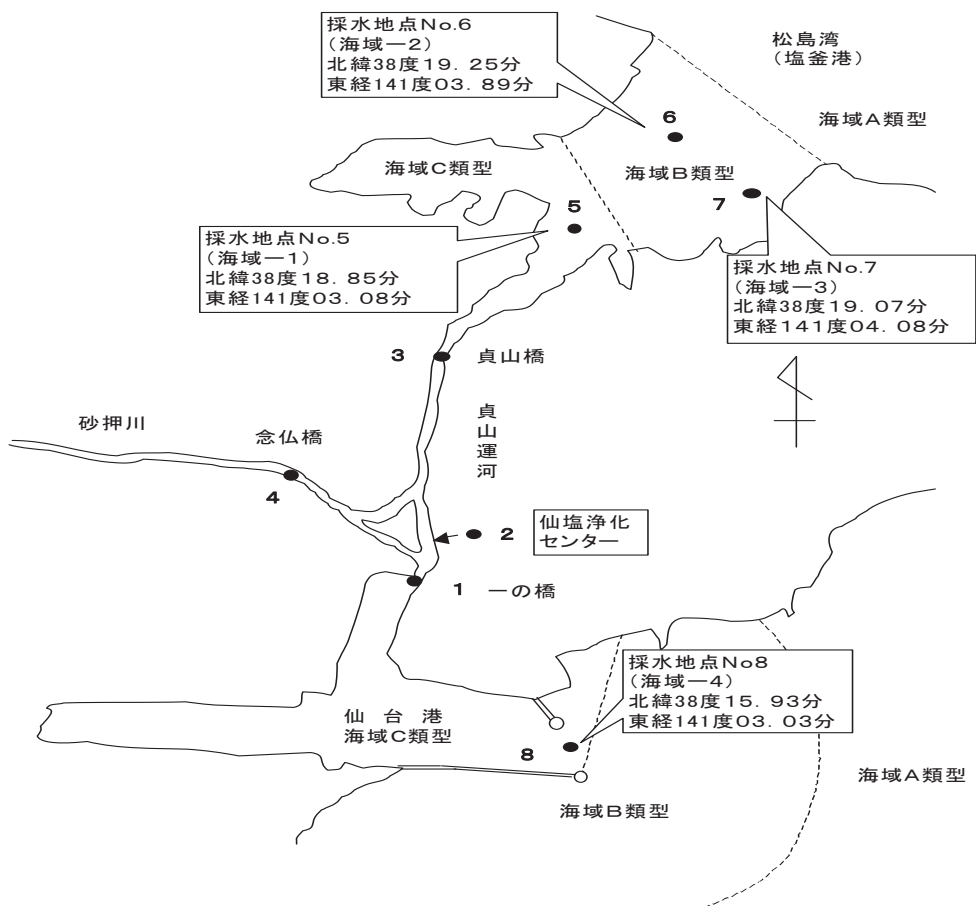 採水地点No.6
(海域ー2)
北緯38度19.25分
東経141度03.89分
松島湾
(塩釜港)
海域A類型
6
海域C類型
海域B類型
7
5
採水地点No.5
(海域ー1)
北緯38度18.85分
東経141度03.08分
採水地点No.7
(海域ー3)
北緯38度19.07分
東経141度04.08分
3
貞山橋
砂押川
念仏橋
貞山運河
4
2
仙塩浄化
センター
1
一の橋
採水地点No8
(海域ー4)
北緯38度15.93分
東経141度03.03分
仙台港
海域C類型
8
海域A類型
海域B類型